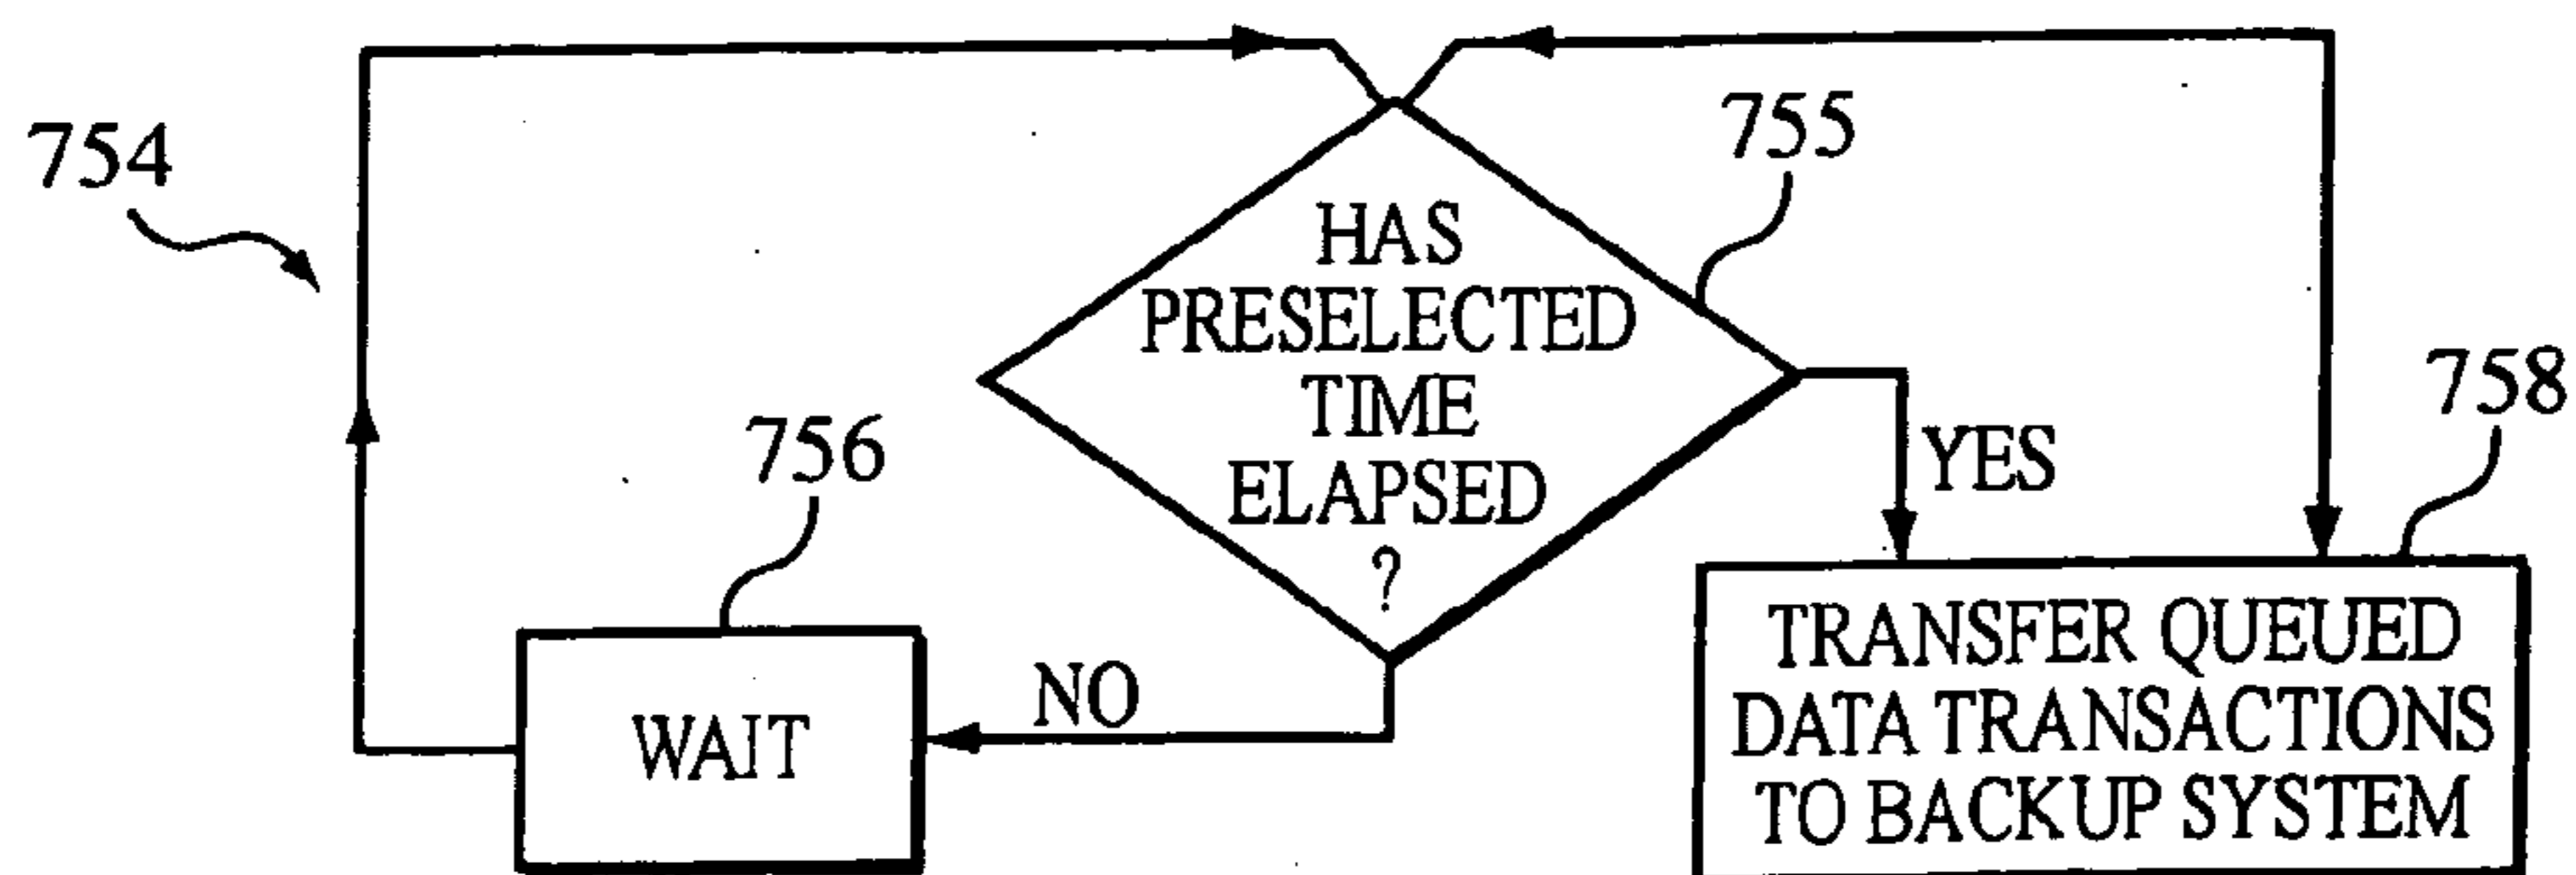 754
755
HAS
PRESELECTED
TIME
ELAPSED
?
758
YES
756
NO
WAIT
TRANSFER QUEUED
DATA TRANSACTIONS
TO BACKUP SYSTEM